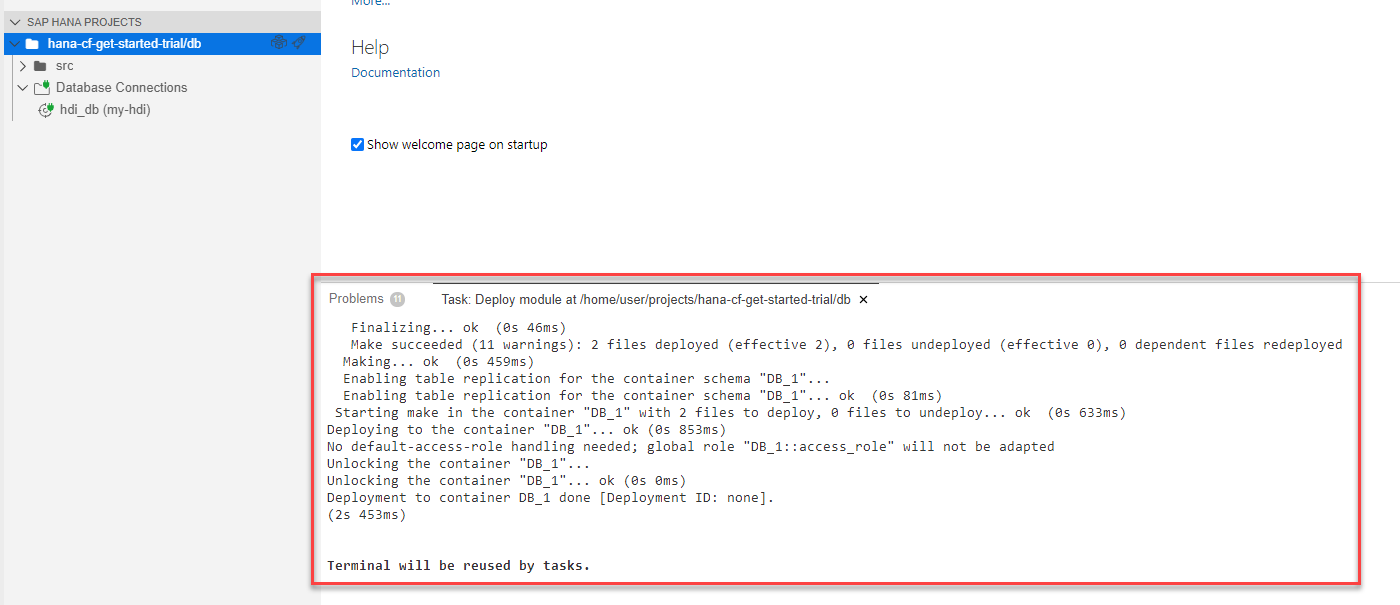 SAP HANA PROJECTS
hana-cf-get-started-trial/db
src
Database Connections
hdi_db (my-hdi)
More...
Help
Documentation
Show welcome page on startup
Problems 11
Task: Deploy module at /home/user/projects/hana-cf-get-started-trial/db ×
Finalizing... ok  (0s 46ms)
Make succeeded (11 warnings): 2 files deployed (effective 2), 0 files undeployed (effective 0), 0 dependent files redeployed
Making... ok  (0s 459ms)
Enabling table replication for the container schema "DB_1"...
Enabling table replication for the container schema "DB_1"... ok  (0s 81ms)
Starting make in the container "DB_1" with 2 files to deploy, 0 files to undeploy... ok  (0s 633ms)
Deploying to the container "DB_1"... ok (0s 853ms)
No default-access-role handling needed; global role "DB_1::access_role" will not be adapted
Unlocking the container "DB_1"...
Unlocking the container "DB_1"... ok (0s 0ms)
Deployment to container DB_1 done [Deployment ID: none].
(2s 453ms)
Terminal will be reused by tasks.